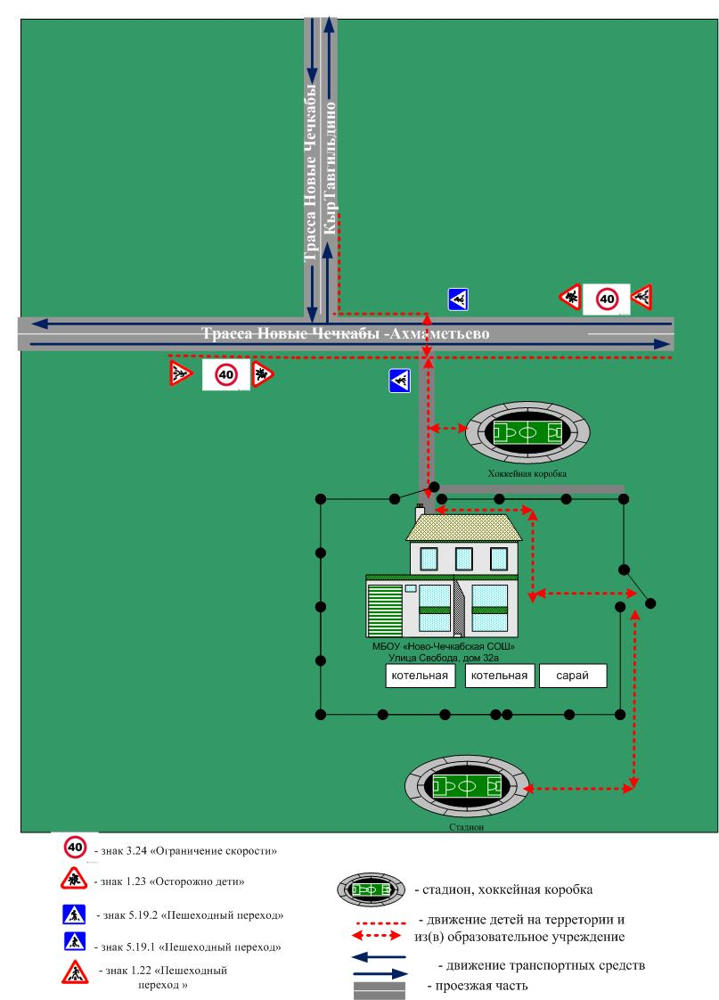 Трасса Новые Чечкабы
КырТавгильдино
40
Трасса Новые Чечкабы -Ахмаметьево
40
Хоккейная коробка
МБОУ «Ново-Чечкабская СОШ»
Улица Свобода, дом 32а
котельная
котельная
сарай
Стадион
40
- знак 3.24 «Ограничение скорости»
- знак 1.23 «Осторожно дети»
- знак 5.19.2 «Пешеходный переход»
- знак 5.19.1 «Пешеходный переход»
- знак 1.22 «Пешеходный
переход »
- стадион, хоккейная коробка
- движение детей на территории и
из(в) образовательное учреждение
- движение транспортных средств
- проезжая часть